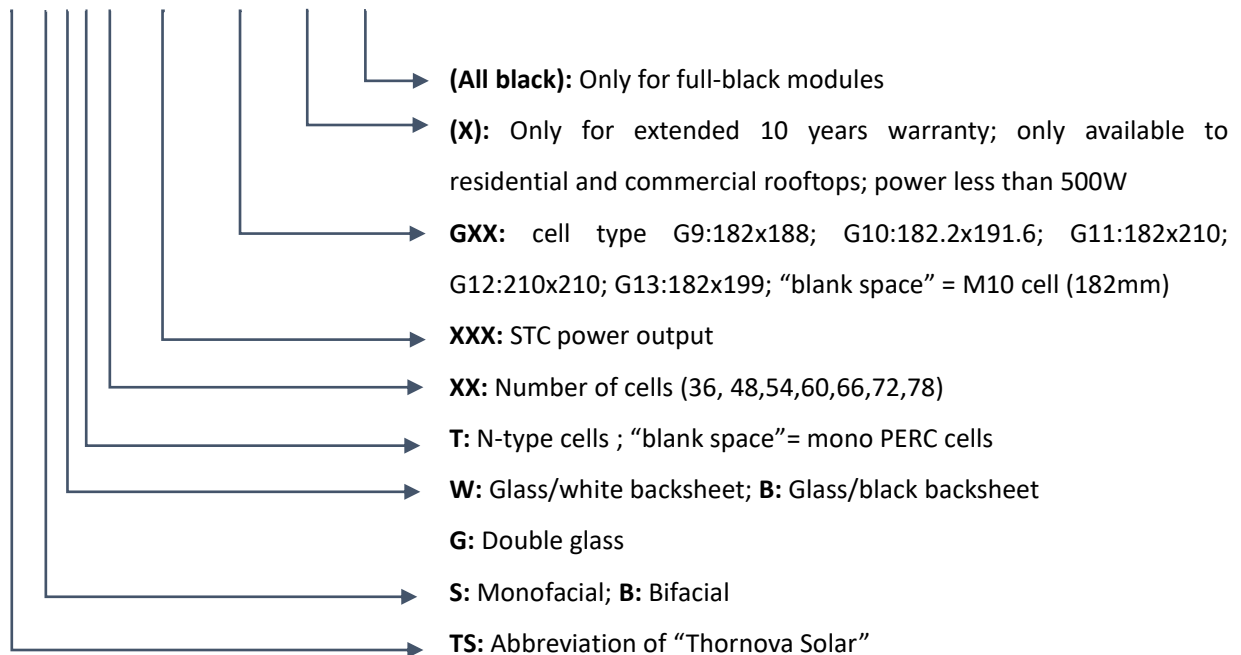 (All black): Only for full-black modules
(X): Only for extended 10 years warranty; only available to
residential and commercial rooftops; power less than 500W
GXX: cell type G9:182x188; G10:182.2x191.6; G11:182x210;
G12:210x210; G13:182x199; “blank space” = M10 cell (182mm)
XXX: STC power output
XX: Number of cells (36, 48,54,60,66,72,78)
T: N-type cells ; “blank space”= mono PERC cells
W: Glass/white backsheet; B: Glass/black backsheet
G: Double glass
S: Monofacial; B: Bifacial
TS: Abbreviation of “Thornova Solar”